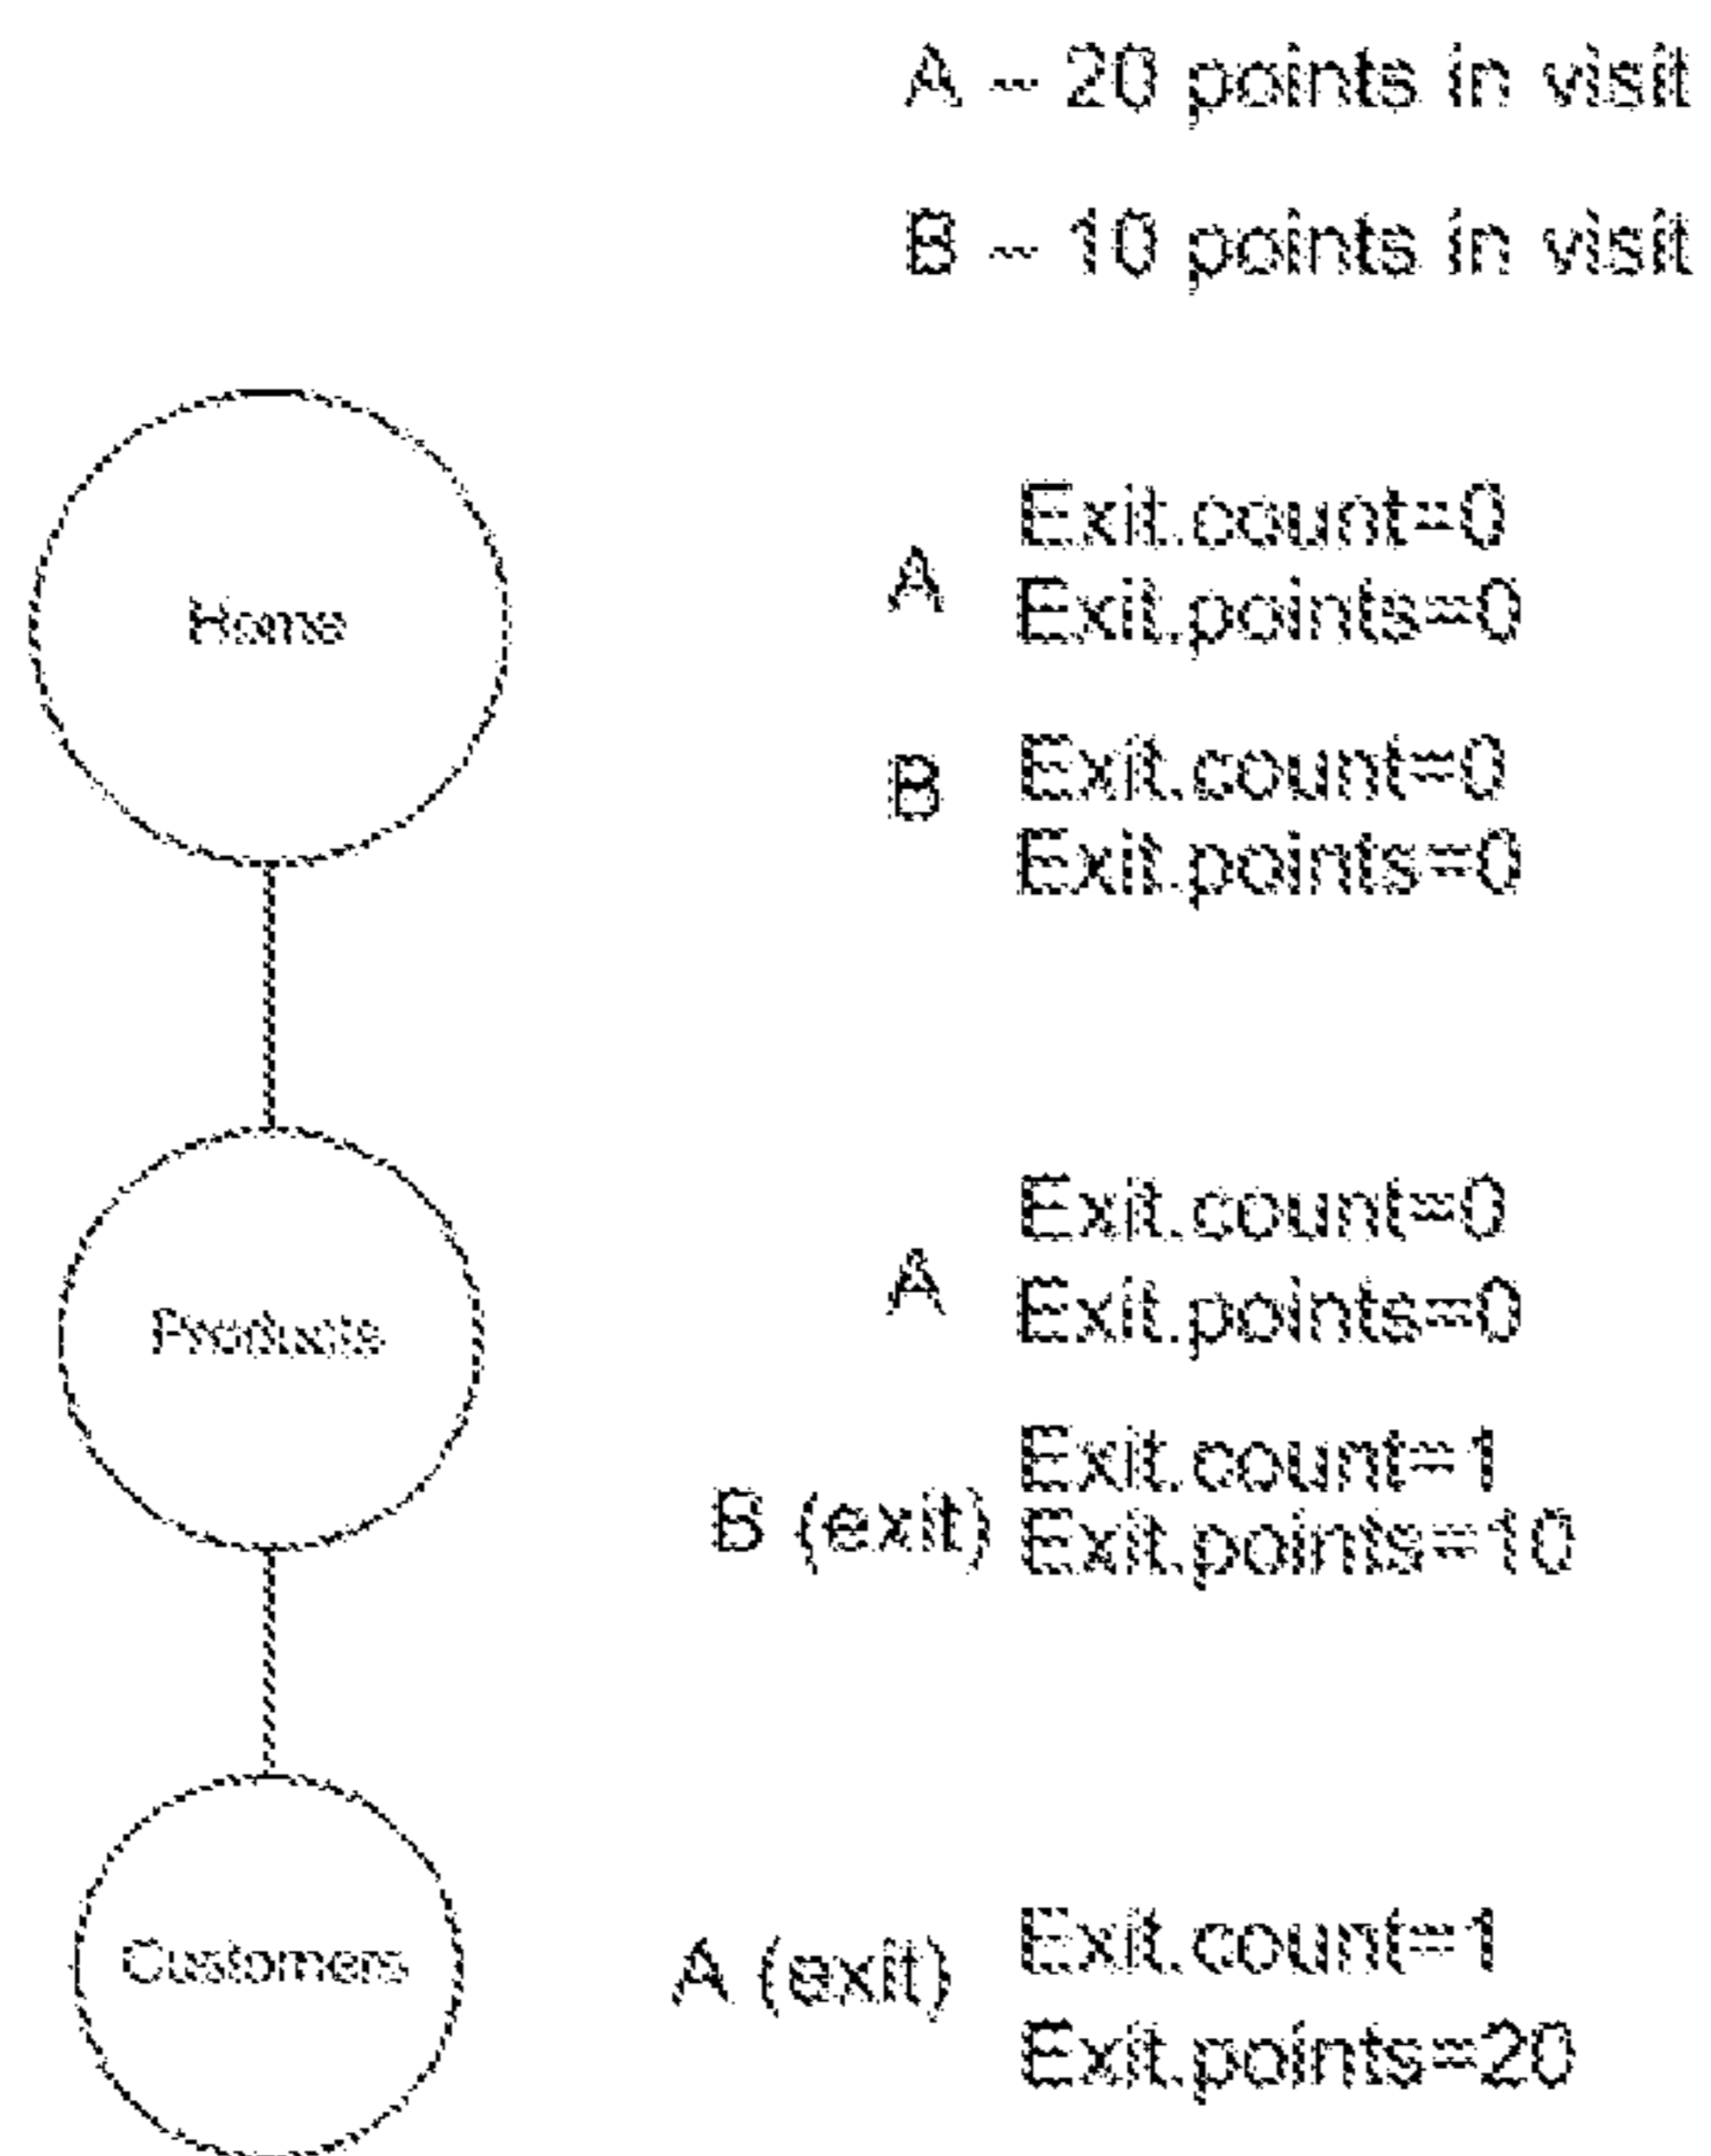 A – 20 points in visit
B – 10 points in visit
Home
A
Exit.count=0
Exit.points=0
B
Exit.count=0
Exit.points=0
Products
A
Exit.count=0
Exit.points=0
B (exit)
Exit.count=1
Exit.points=10
Customers
A (exit)
Exit.count=1
Exit.points=20